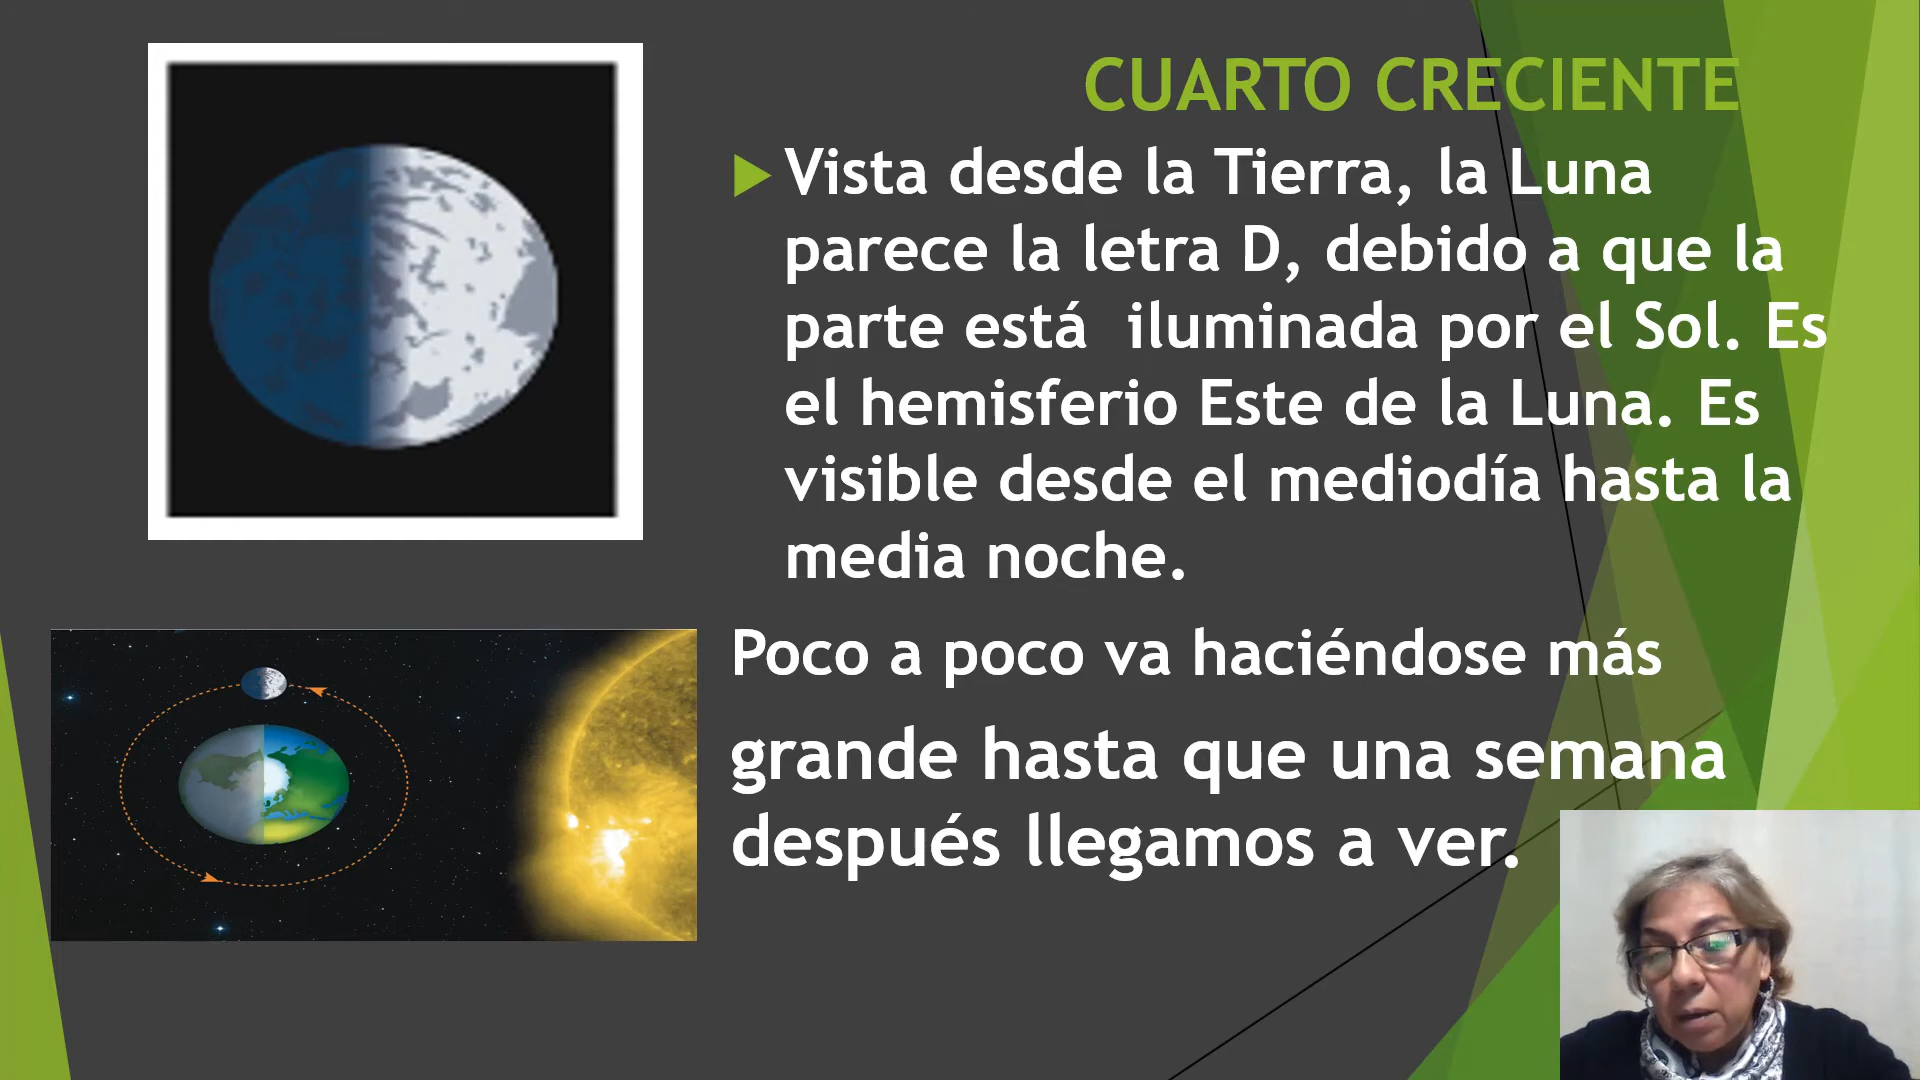 CUARTO CRECIENTE
Vista desde la Tierra, la Luna
parece la letra D, debido a que la
parte está  iluminada por el Sol. Es
el hemisferio Este de la Luna. Es
visible desde el mediodía hasta la
media noche.
Poco a poco va haciéndose más
grande hasta que una semana
después llegamos a ver.